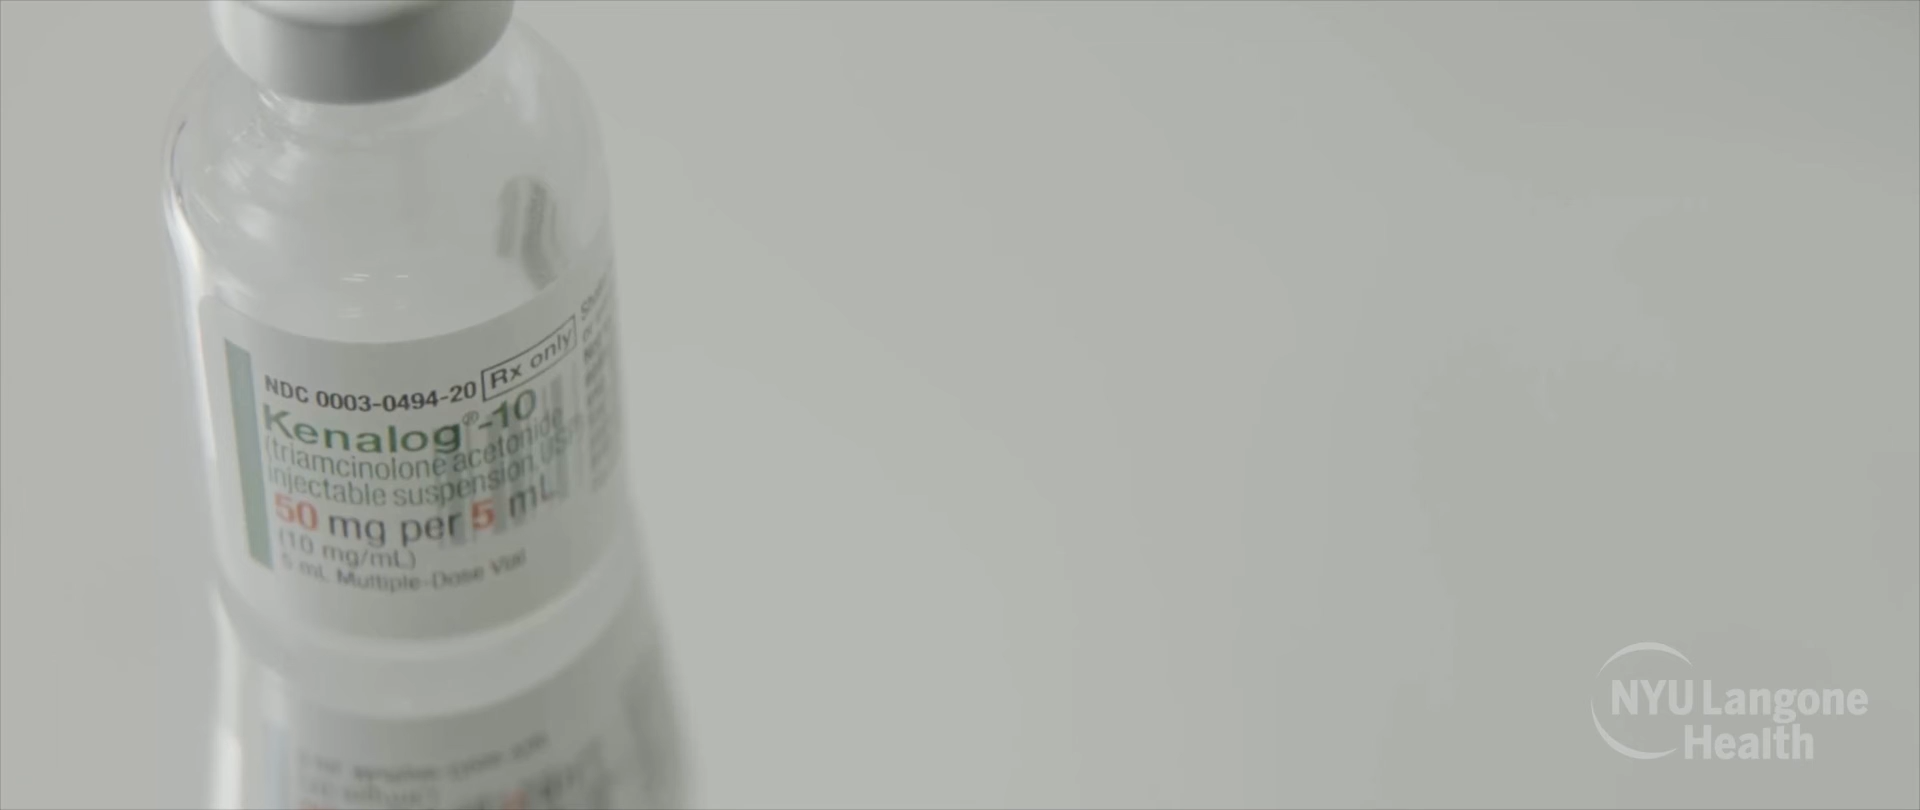 NDC 0003-0494-20 Rx only
Kenalog®-10
(triamcinolone acetonide
injectable suspension, USP)
50 mg per 5 mL
(10 mg/mL)
5 mL Multiple-Dose Vial
NYU Langone
Health